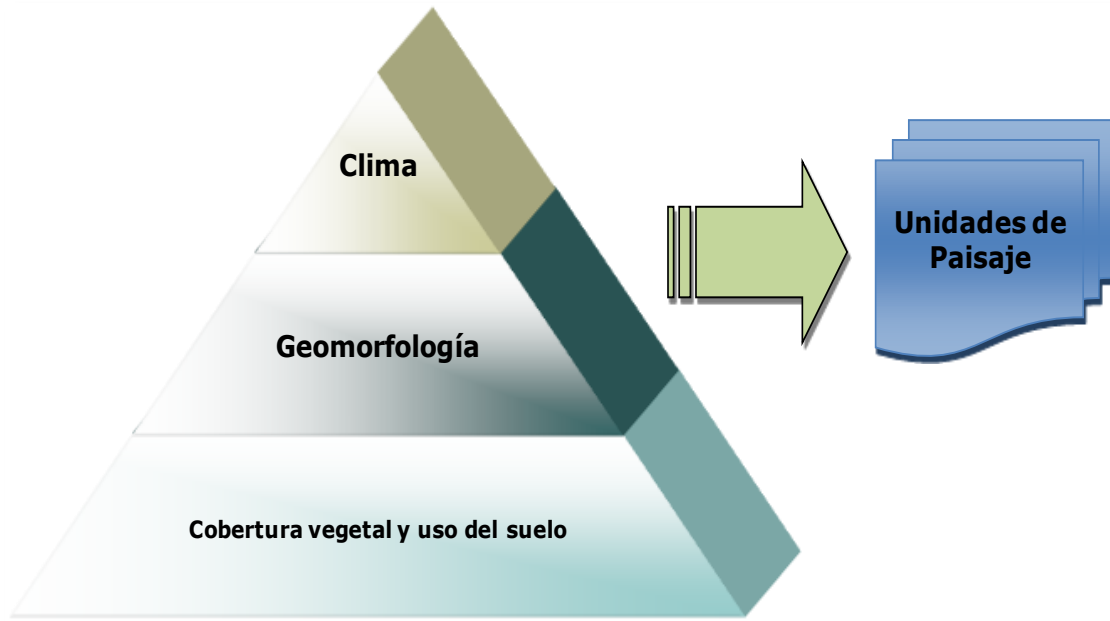 Clima
Unidades de
Paisaje
Geomorfología
Cobertura vegetal y uso del suelo